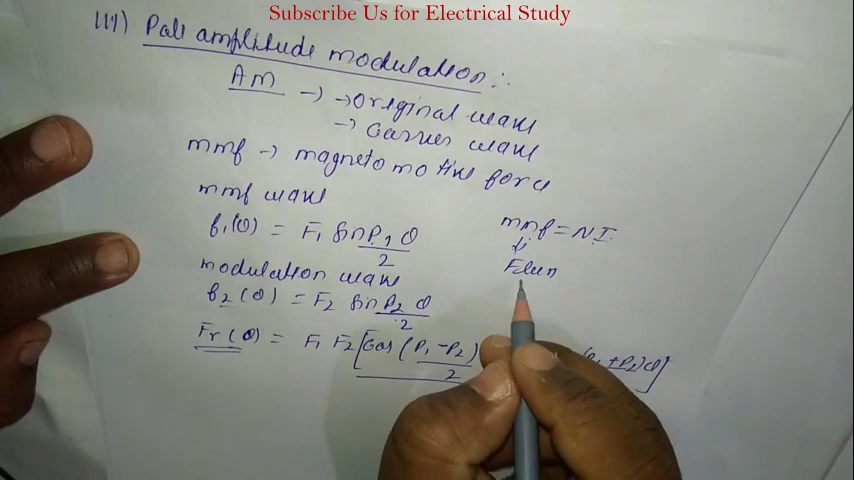 Subscribe Us for Electrical Study
III) Pole amplitude modulation :-
AM → → Original wave
→ Carrier wave
mmf → magneto motive force
mmf wave
f₁(θ) = F₁ sin P₁ θ / 2
mmf = N.I.
↓
Flux
modulation wave
f₂(θ) = F₂ sin P₂ θ / 2
Fr(θ) = F₁ F₂ [Cos (P₁ - P₂) / 2 (P₁ + P₂)θ]